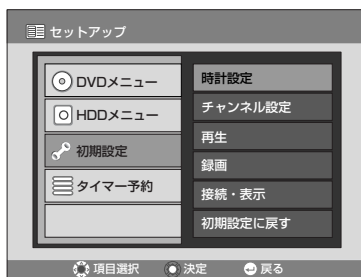 セットアップ
DVDメニュー
HDDメニュー
初期設定
タイマー予約
時計設定
チャンネル設定
再生
録画
接続・表示
初期設定に戻す
項目選択 決定 戻る